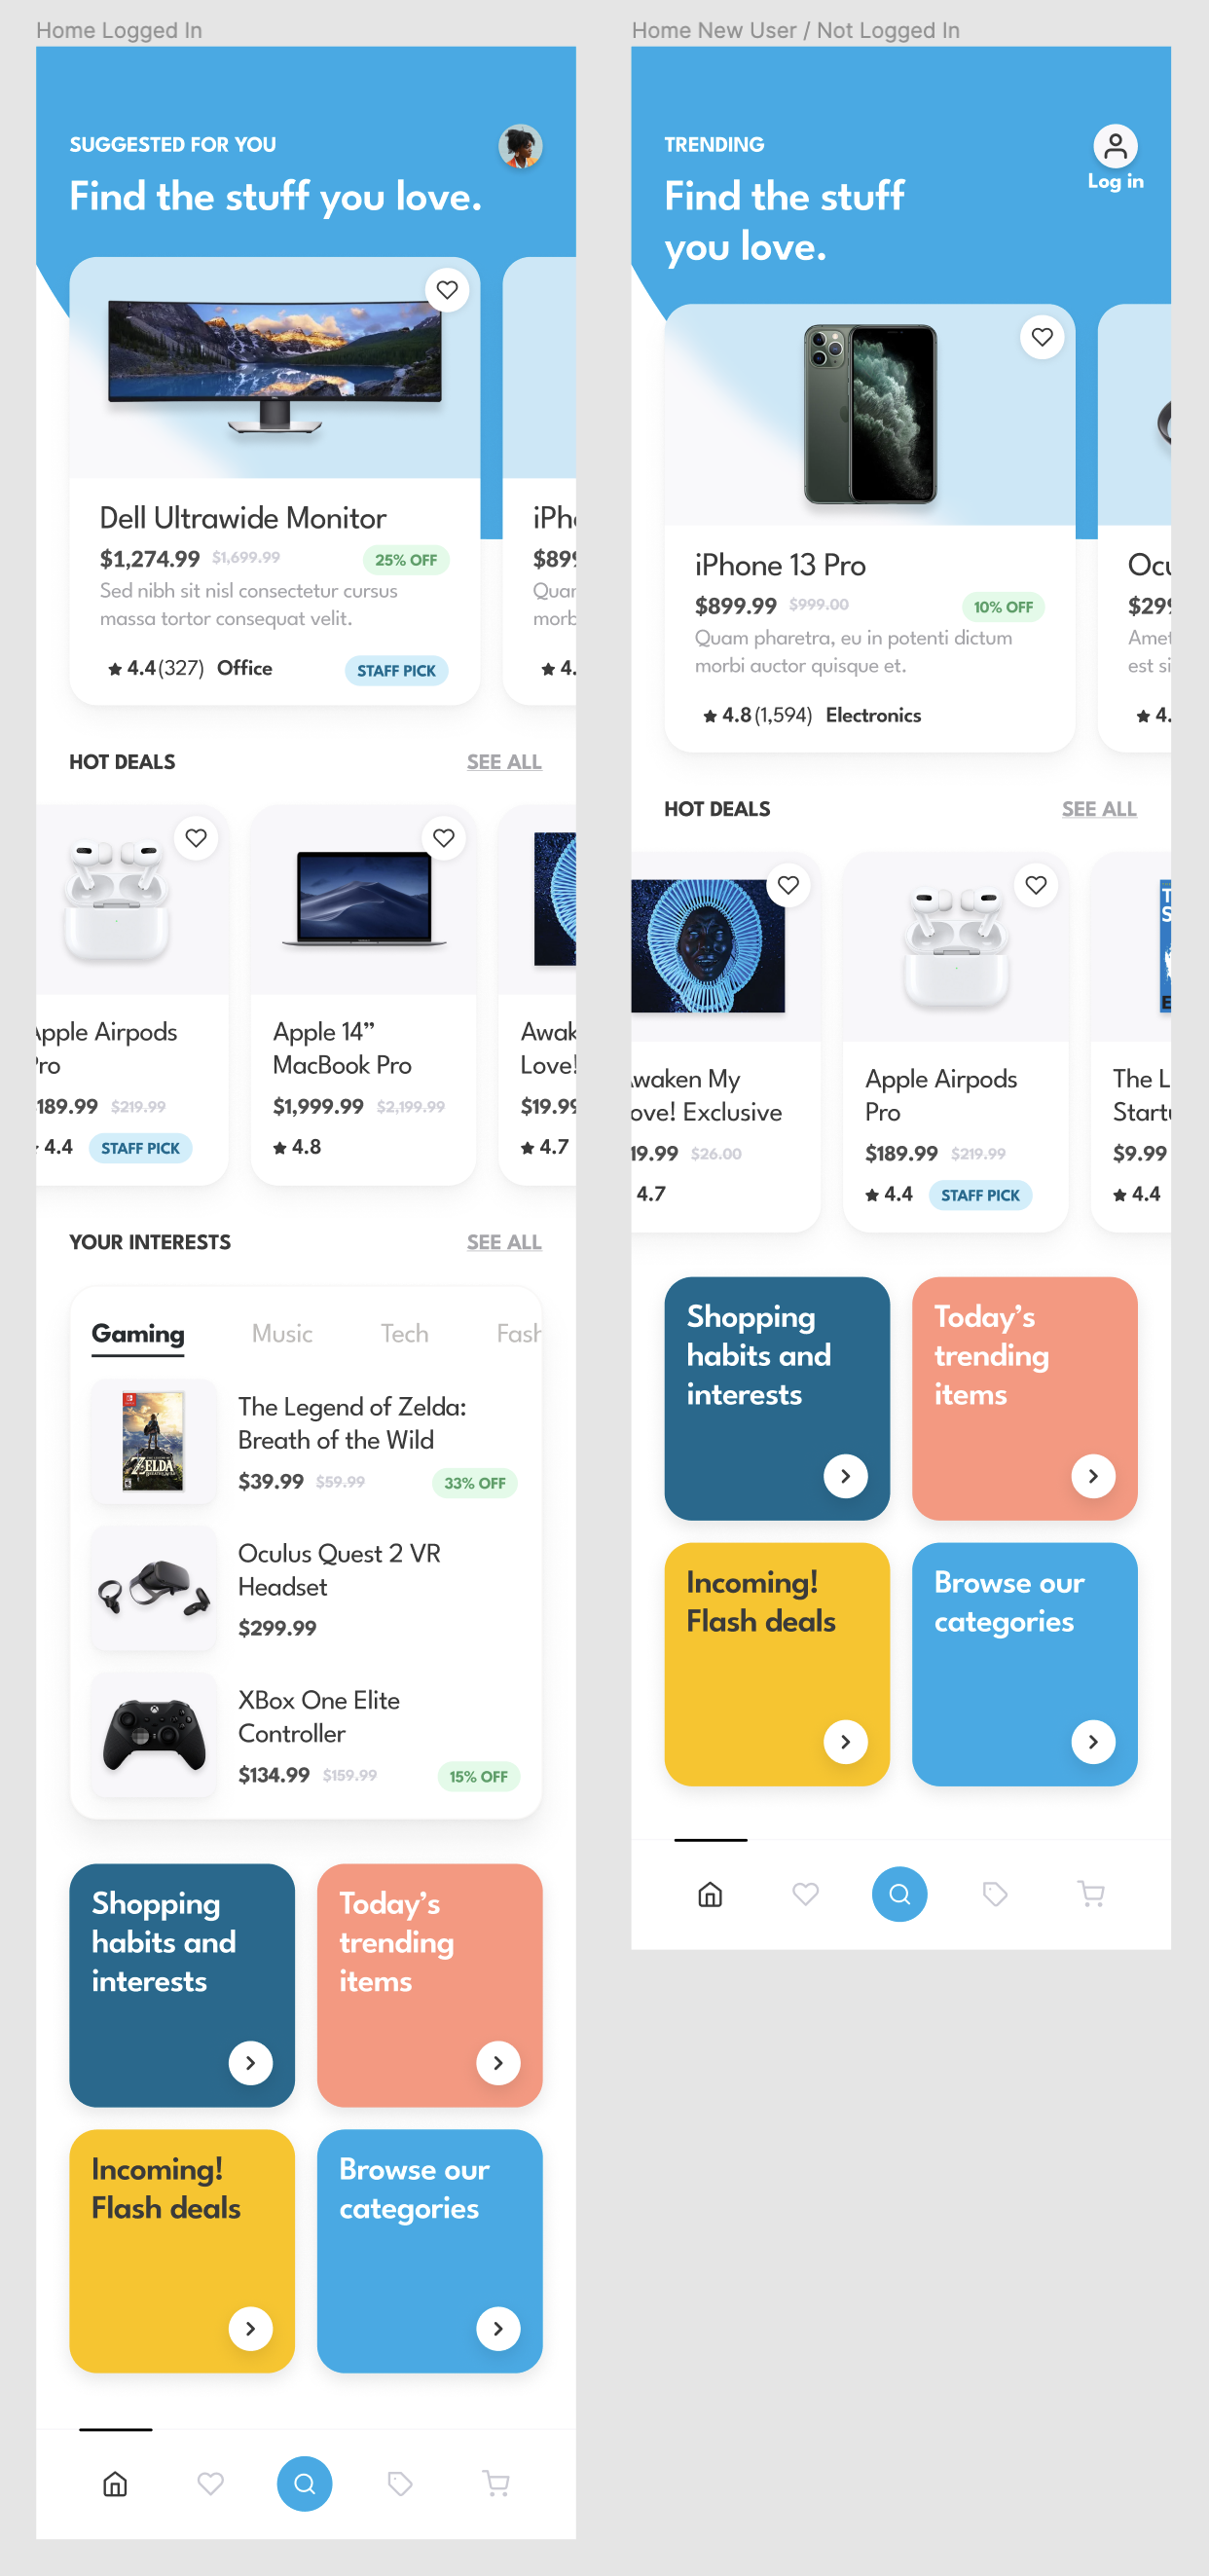 Home Logged In
SUGGESTED FOR YOU
Find the stuff you love.
Dell Ultrawide Monitor
$1,274.99 $1,699.99 25% OFF
Sed nibh sit nisl consectetur cursus
massa tortor consequat velit.
4.4 (327) Office STAFF PICK
iPh
$899
Quar
morb
4.
HOT DEALS SEE ALL
Apple Airpods
Pro
189.99 $219.99
4.4 STAFF PICK
Apple 14”
MacBook Pro
$1,999.99 $2,199.99
4.8
Awak
Love!
$19.99
4.7
YOUR INTERESTS SEE ALL
Gaming Music Tech Fash
ZELDA
The Legend of Zelda:
Breath of the Wild
$39.99 $59.99 33% OFF
Oculus Quest 2 VR
Headset
$299.99
XBox One Elite
Controller
$134.99 $159.99 15% OFF
Shopping
habits and
interests
Today’s
trending
items
Incoming!
Flash deals
Browse our
categories
Home New User / Not Logged In
TRENDING
Log in
Find the stuff
you love.
iPhone 13 Pro
$899.99 $999.00 10% OFF
Quam pharetra, eu in potenti dictum
morbi auctor quisque et.
4.8 (1,594) Electronics
Ocu
$299
Amet
est si
4.
HOT DEALS SEE ALL
waken My
ove! Exclusive
19.99 $26.00
4.7
Apple Airpods
Pro
$189.99 $219.99
4.4 STAFF PICK
The L
Startu
$9.99
4.4
Shopping
habits and
interests
Today’s
trending
items
Incoming!
Flash deals
Browse our
categories